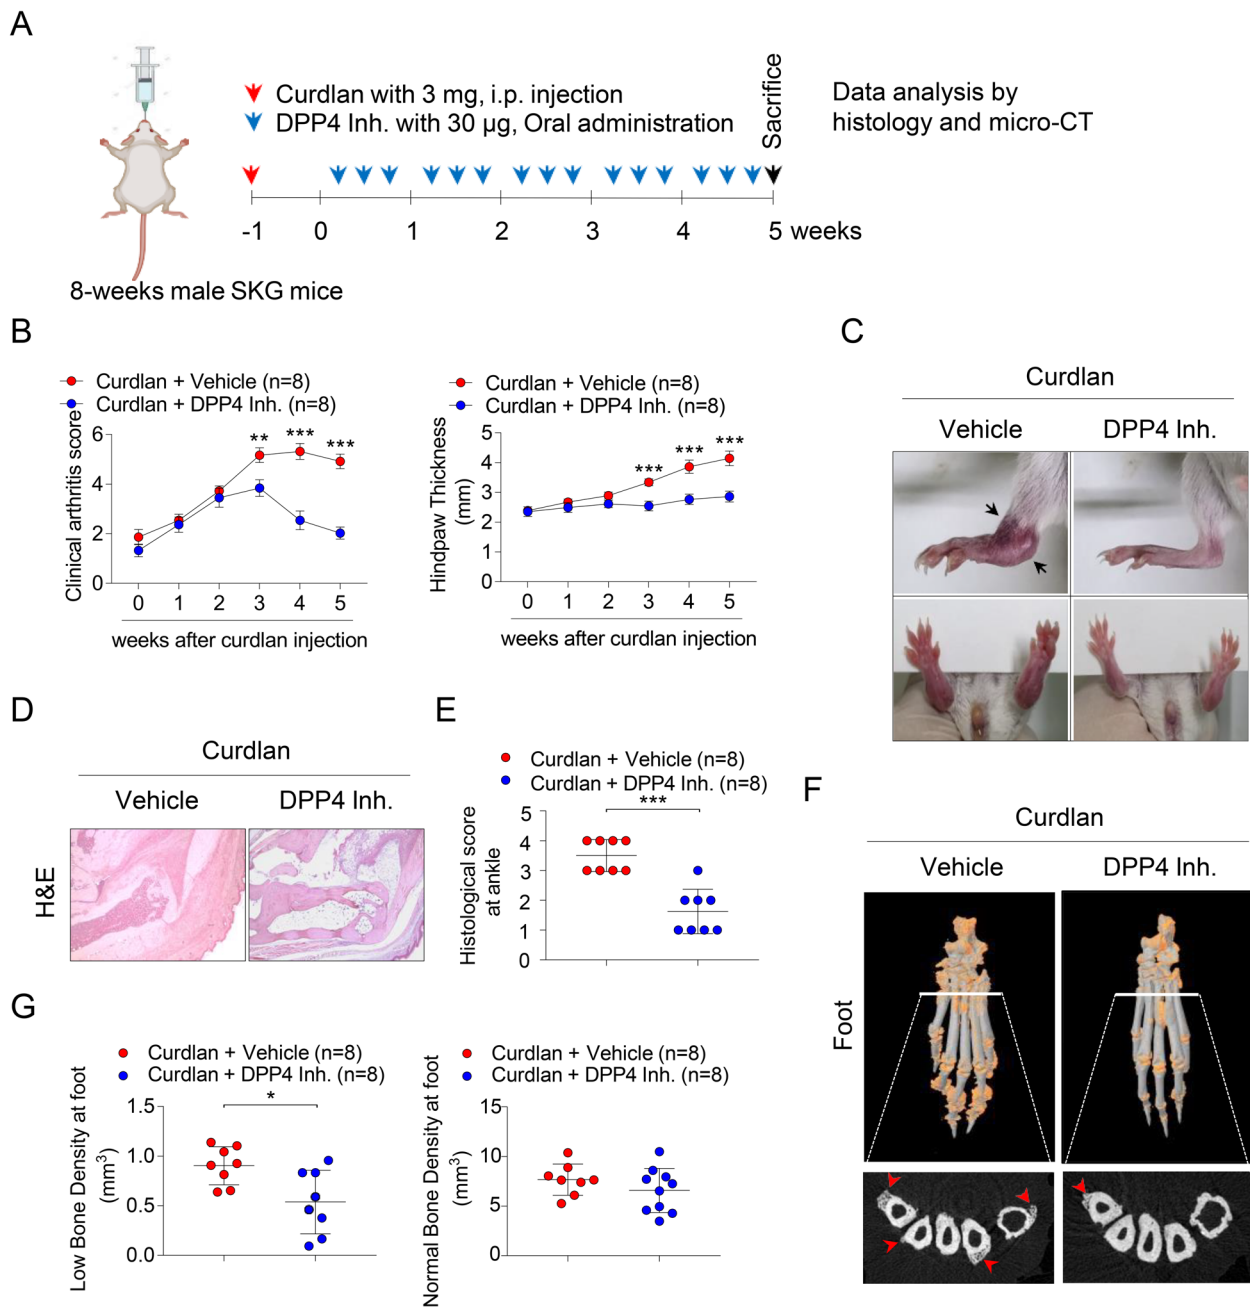 A
Curdlan with 3 mg, i.p. injection
DPP4 Inh. with 30 µg, Oral administration
Sacrifice
Data analysis by
histology and micro-CT
-1 0 1 2 3 4 5 weeks
8-weeks male SKG mice
B
Curdlan + Vehicle (n=8)
Curdlan + DPP4 Inh. (n=8)
Clinical arthritis score
6
4
2
0
** *** ***
0 1 2 3 4 5
weeks after curdlan injection
Curdlan + Vehicle (n=8)
Curdlan + DPP4 Inh. (n=8)
Hindpaw Thickness
(mm)
5
4
3
2
1
0
*** *** ***
0 1 2 3 4 5
weeks after curdlan injection
C
Curdlan
Vehicle DPP4 Inh.
D
Curdlan
Vehicle DPP4 Inh.
H&E
E
Curdlan + Vehicle (n=8)
Curdlan + DPP4 Inh. (n=8)
***
Histological score
at ankle
5
4
3
2
1
0
F
Curdlan
Vehicle DPP4 Inh.
Foot
G
Curdlan + Vehicle (n=8)
Curdlan + DPP4 Inh. (n=8)
*
Low Bone Density at foot
(mm3)
1.5
1.0
0.5
0.0
Curdlan + Vehicle (n=8)
Curdlan + DPP4 Inh. (n=8)
Normal Bone Density at foot
(mm3)
15
10
5
0